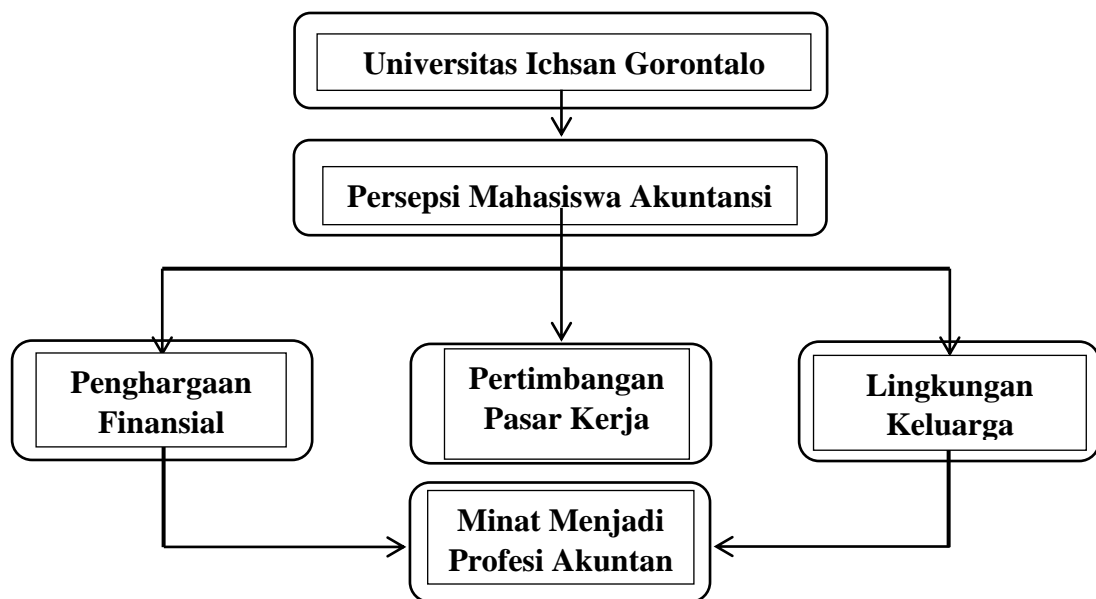 Universitas Ichsan Gorontalo
Persepsi Mahasiswa Akuntansi
Penghargaan
Finansial
Pertimbangan
Pasar Kerja
Lingkungan
Keluarga
Minat Menjadi
Profesi Akuntan